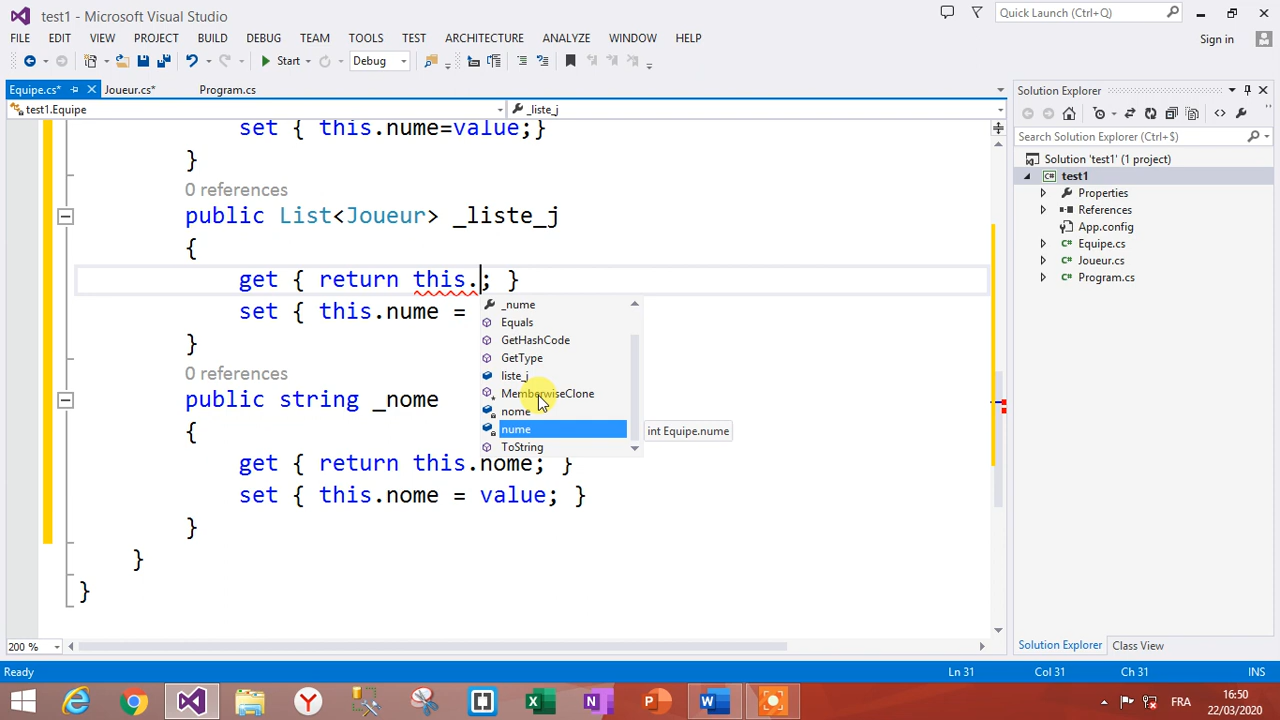 test1 - Microsoft Visual Studio
Quick Launch (Ctrl+Q)
FILE EDIT VIEW PROJECT BUILD DEBUG TEAM TOOLS TEST ARCHITECTURE ANALYZE WINDOW HELP
Sign in
Start Debug
Equipe.cs* Joueur.cs* Program.cs
test1.Equipe _liste_j
set { this.nume=value;}
}
0 references
public List<Joueur> _liste_j
{
get { return this.; }
set { this.nume =
}
_nume
Equals
GetHashCode
GetType
liste_j
MemberwiseClone
nome
nume
ToString
int Equipe.nume
0 references
public string _nome
{
get { return this.nome; }
set { this.nome = value; }
}
}
}
200 %
Solution Explorer
Search Solution Explorer (Ctrl+$)
Solution 'test1' (1 project)
test1
Properties
References
App.config
Equipe.cs
Joueur.cs
Program.cs
Solution Explorer Class View
Ready Ln 31 Col 31 Ch 31 INS
FRA
16:50
22/03/2020